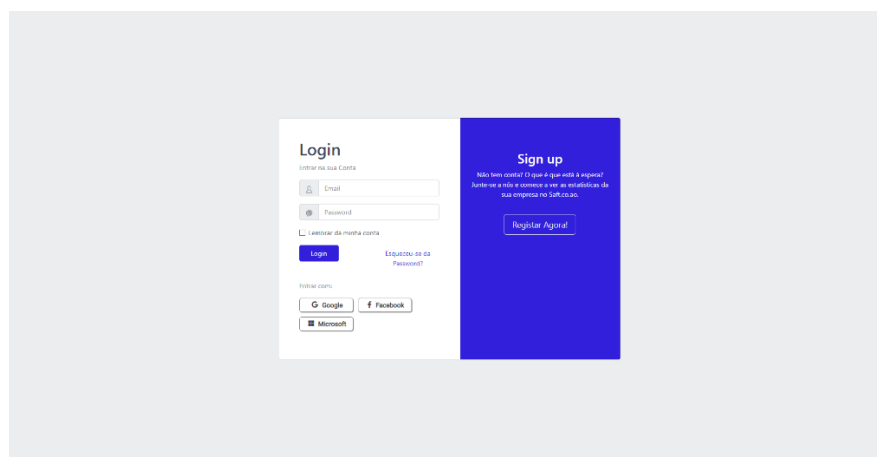 Login
Entrar na sua Conta
Email
Password
Lembrar da minha conta
Login
Esqueceu-se da
Password?
Entrar com:
Google
Facebook
Microsoft
Sign up
Não tem conta? O que é que está à espera?
Junte-se a nós e comece a ver as estatísticas da
sua empresa no Saft.co.ao.
Registar Agora!